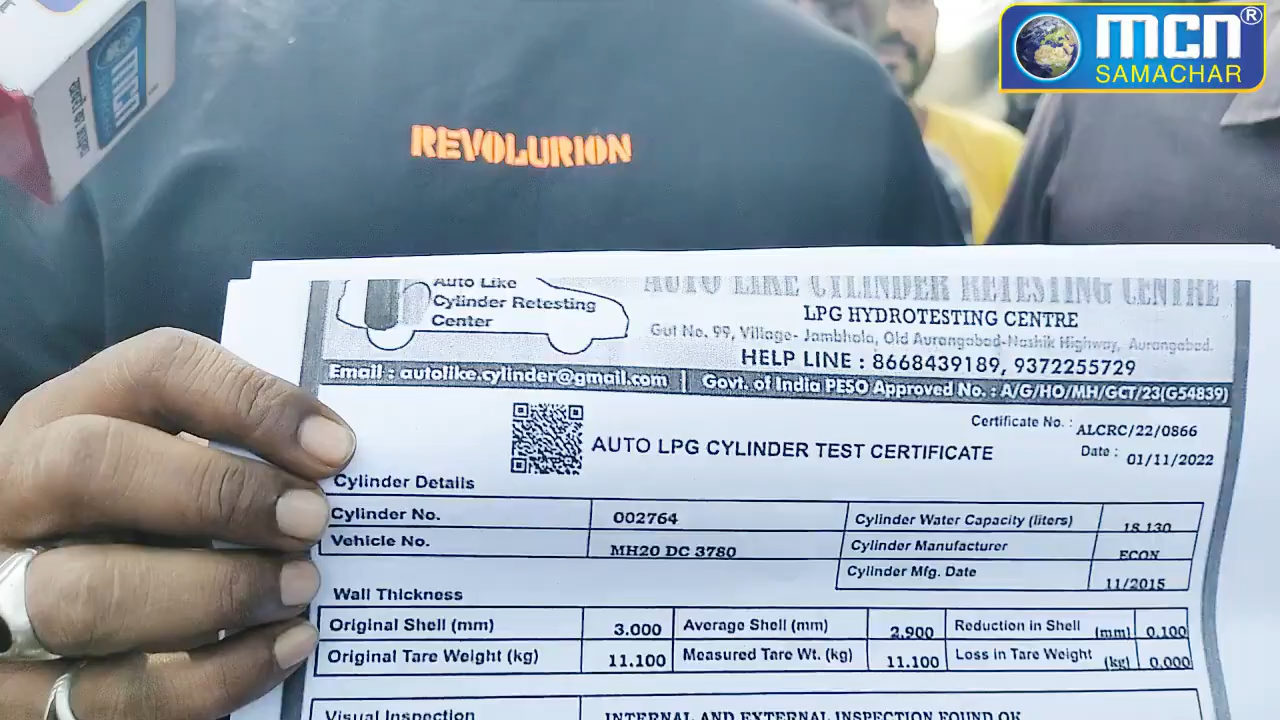 mcn®
SAMACHAR
mcn
REVOLURION
Auto Like
Cylinder Retesting
Center
AUTO LIKE CYLINDER RETESTING CENTRE
LPG HYDROTESTING CENTRE
Gut No. 99, Village- Jambhala, Old Aurangabad-Nashik Highway, Aurangabad.
HELP LINE : 8668439189, 9372255729
Email : autolike.cylinder@gmail.com | Govt. of India PESO Approved No. : A/G/HO/MH/GCT/23(G54839)
Certificate No. : ALCRC/22/0866
AUTO LPG CYLINDER TEST CERTIFICATE
Date : 01/11/2022
Cylinder Details
Cylinder No. 002764 Cylinder Water Capacity (liters) 18.130
Vehicle No. MH20 DC 3780 Cylinder Manufacturer ECON
Cylinder Mfg. Date 11/2015
Wall Thickness
Original Shell (mm) 3.000 Average Shell (mm) 2.900 Reduction in Shell (mm) 0.100
Original Tare Weight (kg) 11.100 Measured Tare Wt. (kg) 11.100 Loss in Tare Weight (kg) 0.000
Visual Inspection INTERNAL AND EXTERNAL INSPECTION FOUND OK